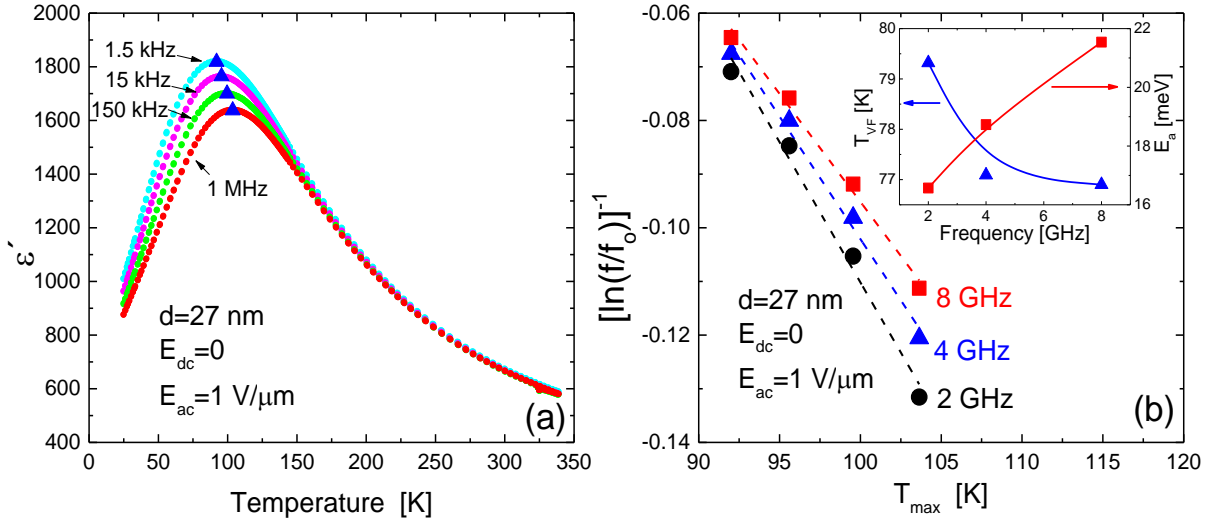 2000
1800
1600
1400
1200
1000
800
600
400
ε´
1.5 kHz
15 kHz
150 kHz
1 MHz
d=27 nm
E_dc=0
E_ac=1 V/μm
(a)
0 50 100 150 200 250 300 350
Temperature [K]
-0.06
-0.08
-0.10
-0.12
-0.14
[ln(f/f_o)]^-1
80
79
78
77
T_VF [K]
22
20
18
16
E_a [meV]
2 4 6 8
Frequency [GHz]
d=27 nm
E_dc=0
E_ac=1 V/μm
8 GHz
4 GHz
2 GHz
(b)
90 95 100 105 110 115 120
T_max [K]